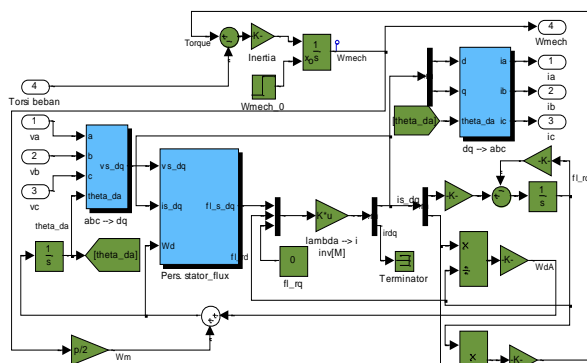 Torque
-K-
Inertia
1
xo s
Wmech
4
Wmech
4
Torsi beban
Wmech_0
d
q
theta_da
ia
ib
ic
dq --> abc
1
ia
2
ib
3
ic
[theta_da]
1
va
2
vb
3
vc
a
b
c
theta_da
vs_dq
abc --> dq
vs_dq
is_dq
Wd
fl_s_dq
fl_rd
Pers. stator_flux
K*u
lambda --> i
inv[M]
0
fl_rq
is_dq
irdq
Terminator
-K-
-K-
1
s
fl_rd
theta_da
1
s
[theta_da]
×
÷
-K-
WdA
p/2
Wm
×
-K-